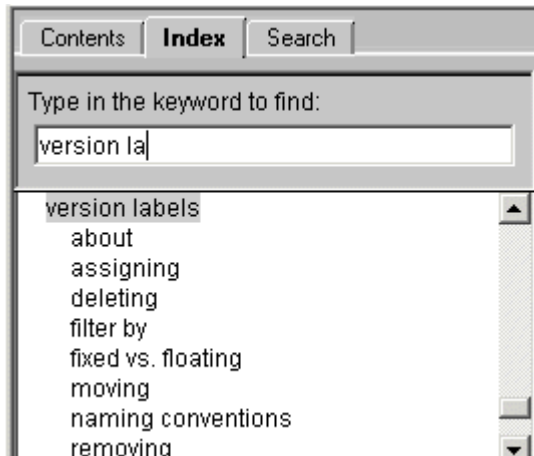 Contents Index Search
Type in the keyword to find:
version la
version labels
about
assigning
deleting
filter by
fixed vs. floating
moving
naming conventions
removing